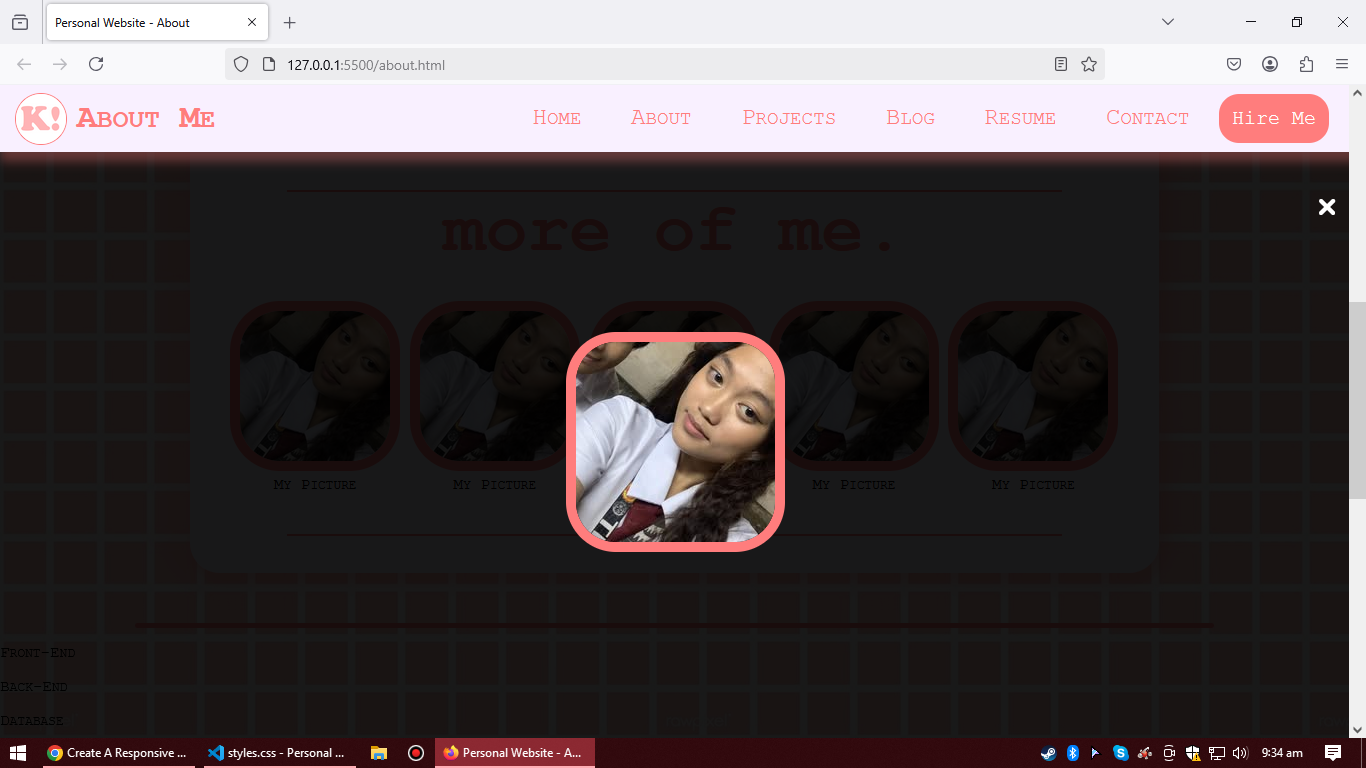 Personal Website - About
127.0.0.1:5500/about.html
K! About Me
Home About Projects Blog Resume Contact Hire Me
more of me.
My Picture My Picture My Picture My Picture
Front-End
Back-End
Database
Create A Responsive ... styles.css - Personal ... Personal Website - A... 9:34 am